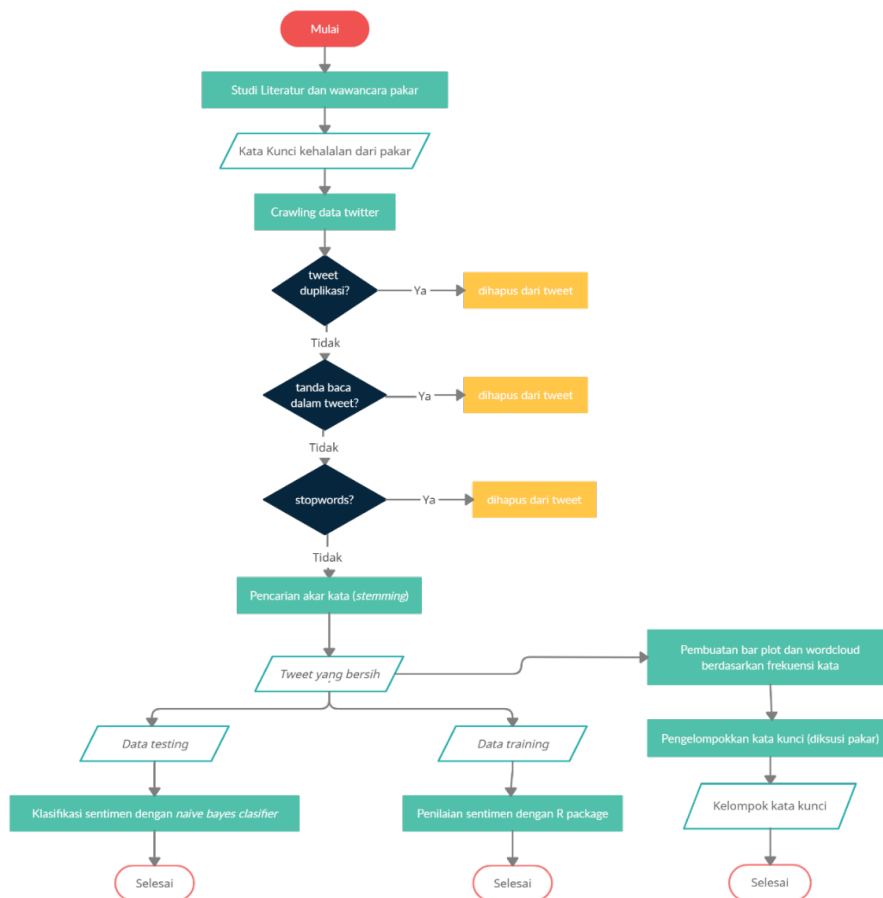 Mulai
Studi Literatur dan wawancara pakar
Kata Kunci kehalalan dari pakar
Crawling data twitter
tweet
duplikasi?
Ya
dihapus dari tweet
Tidak
tanda baca
dalam tweet?
Ya
dihapus dari tweet
Tidak
stopwords?
Ya
dihapus dari tweet
Tidak
Pencarian akar kata (stemming)
Tweet yang bersih
Pembuatan bar plot dan wordcloud
berdasarkan frekuensi kata
Data testing
Data training
Pengelompokkan kata kunci (diksusi pakar)
Klasifikasi sentimen dengan naive bayes clasifier
Penilaian sentimen dengan R package
Kelompok kata kunci
Selesai
Selesai
Selesai